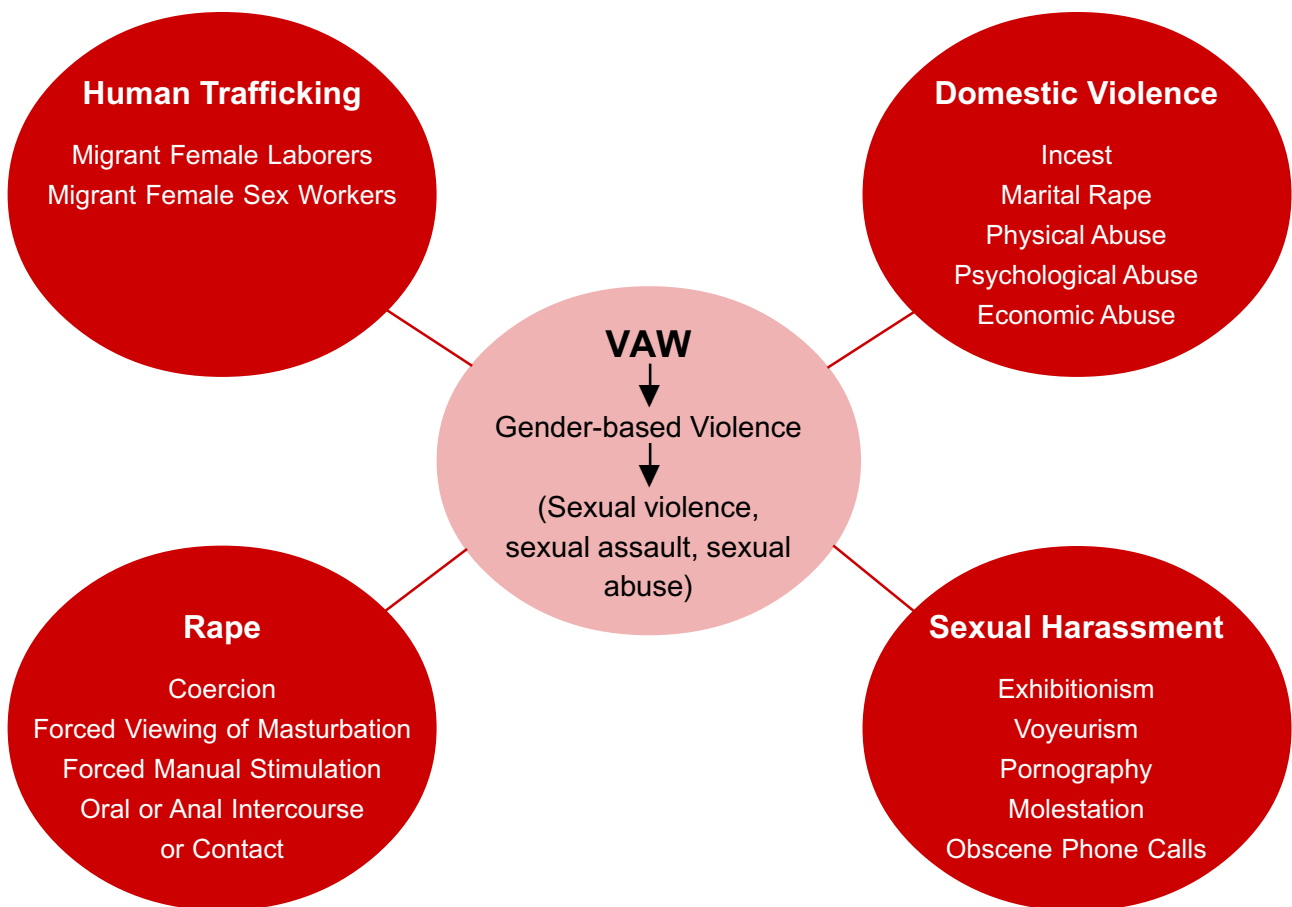 Human Trafficking
Migrant Female Laborers
Migrant Female Sex Workers
Domestic Violence
Incest
Marital Rape
Physical Abuse
Psychological Abuse
Economic Abuse
VAW
Gender-based Violence
(Sexual violence,
sexual assault, sexual
abuse)
Rape
Coercion
Forced Viewing of Masturbation
Forced Manual Stimulation
Oral or Anal Intercourse
or Contact
Sexual Harassment
Exhibitionism
Voyeurism
Pornography
Molestation
Obscene Phone Calls